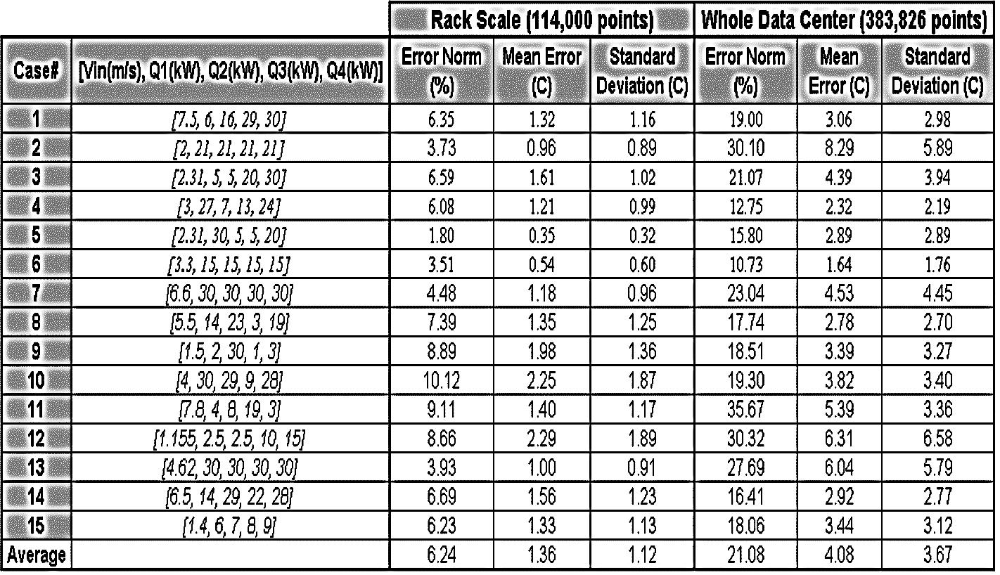 Rack Scale (114,000 points) Whole Data Center (383,826 points)
Case# [Vin(m/s), Q1(kW), Q2(kW), Q3(kW), Q4(kW)] Error Norm (%) Mean Error (C) Standard Deviation (C) Error Norm (%) Mean Error (C) Standard Deviation (C)
1 [7.5, 6, 16, 29, 30] 6.35 1.32 1.16 19.00 3.06 2.98
2 [2, 21, 21, 21, 21] 3.73 0.96 0.89 30.10 8.29 5.89
3 [2.31, 5, 5, 20, 30] 6.59 1.61 1.02 21.07 4.39 3.94
4 [3, 27, 7, 13, 24] 6.08 1.21 0.99 12.75 2.32 2.19
5 [2.31, 30, 5, 5, 20] 1.80 0.35 0.32 15.80 2.89 2.89
6 [3.3, 15, 15, 15, 15] 3.51 0.54 0.60 10.73 1.64 1.76
7 [6.6, 30, 30, 30, 30] 4.48 1.18 0.96 23.04 4.53 4.45
8 [5.5, 14, 23, 3, 19] 7.39 1.35 1.25 17.74 2.78 2.70
9 [1.5, 2, 30, 1, 3] 8.89 1.98 1.36 18.51 3.39 3.27
10 [4, 30, 29, 9, 28] 10.12 2.25 1.87 19.30 3.82 3.40
11 [7.8, 4, 8, 19, 3] 9.11 1.40 1.17 35.67 5.39 3.36
12 [1.155, 2.5, 2.5, 10, 15] 8.66 2.29 1.89 30.32 6.31 6.58
13 [4.62, 30, 30, 30, 30] 3.93 1.00 0.91 27.69 6.04 5.79
14 [6.5, 14, 29, 22, 28] 6.69 1.56 1.23 16.41 2.92 2.77
15 [1.4, 6, 7, 8, 9] 6.23 1.33 1.13 18.06 3.44 3.12
Average 6.24 1.36 1.12 21.08 4.08 3.67